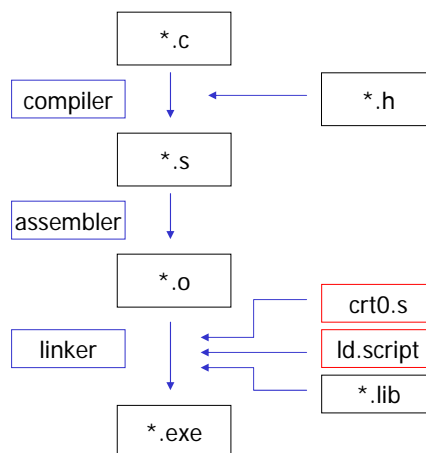 *.c
compiler
*.h
*.s
assembler
*.o
crt0.s
linker
ld.script
*.lib
*.exe